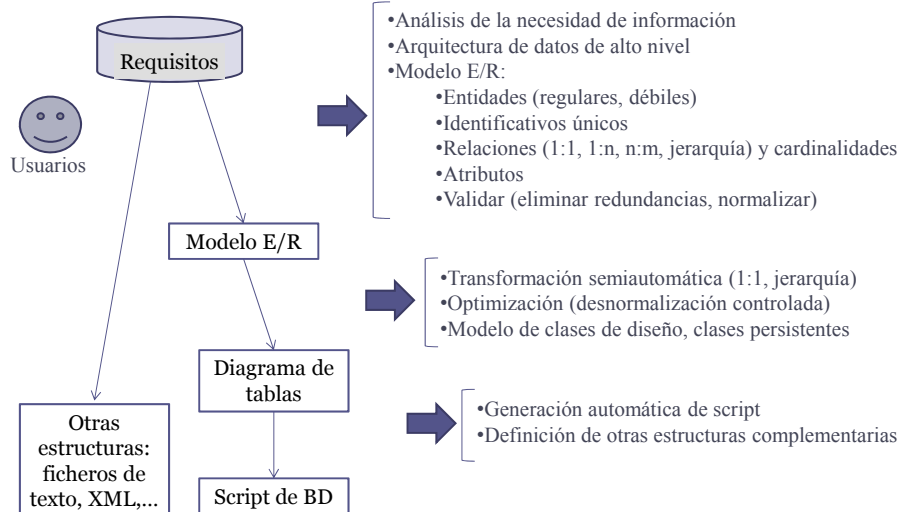 Requisitos
Usuarios
•Análisis de la necesidad de información
•Arquitectura de datos de alto nivel
•Modelo E/R:
•Entidades (regulares, débiles)
•Identificativos únicos
•Relaciones (1:1, 1:n, n:m, jerarquía) y cardinalidades
•Atributos
•Validar (eliminar redundancias, normalizar)
Modelo E/R
•Transformación semiautomática (1:1, jerarquía)
•Optimización (desnormalización controlada)
•Modelo de clases de diseño, clases persistentes
Diagrama de
tablas
•Generación automática de script
•Definición de otras estructuras complementarias
Otras
estructuras:
ficheros de
texto, XML,...
Script de BD